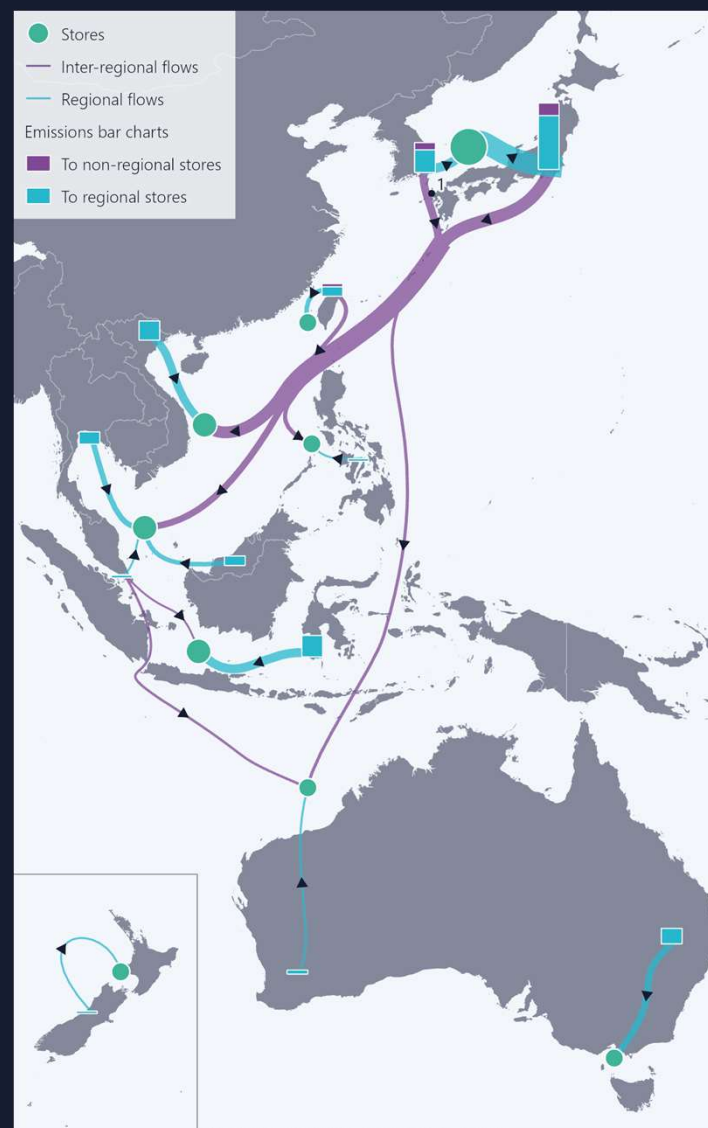 Stores
Inter-regional flows
Regional flows
Emissions bar charts
To non-regional stores
To regional stores
1